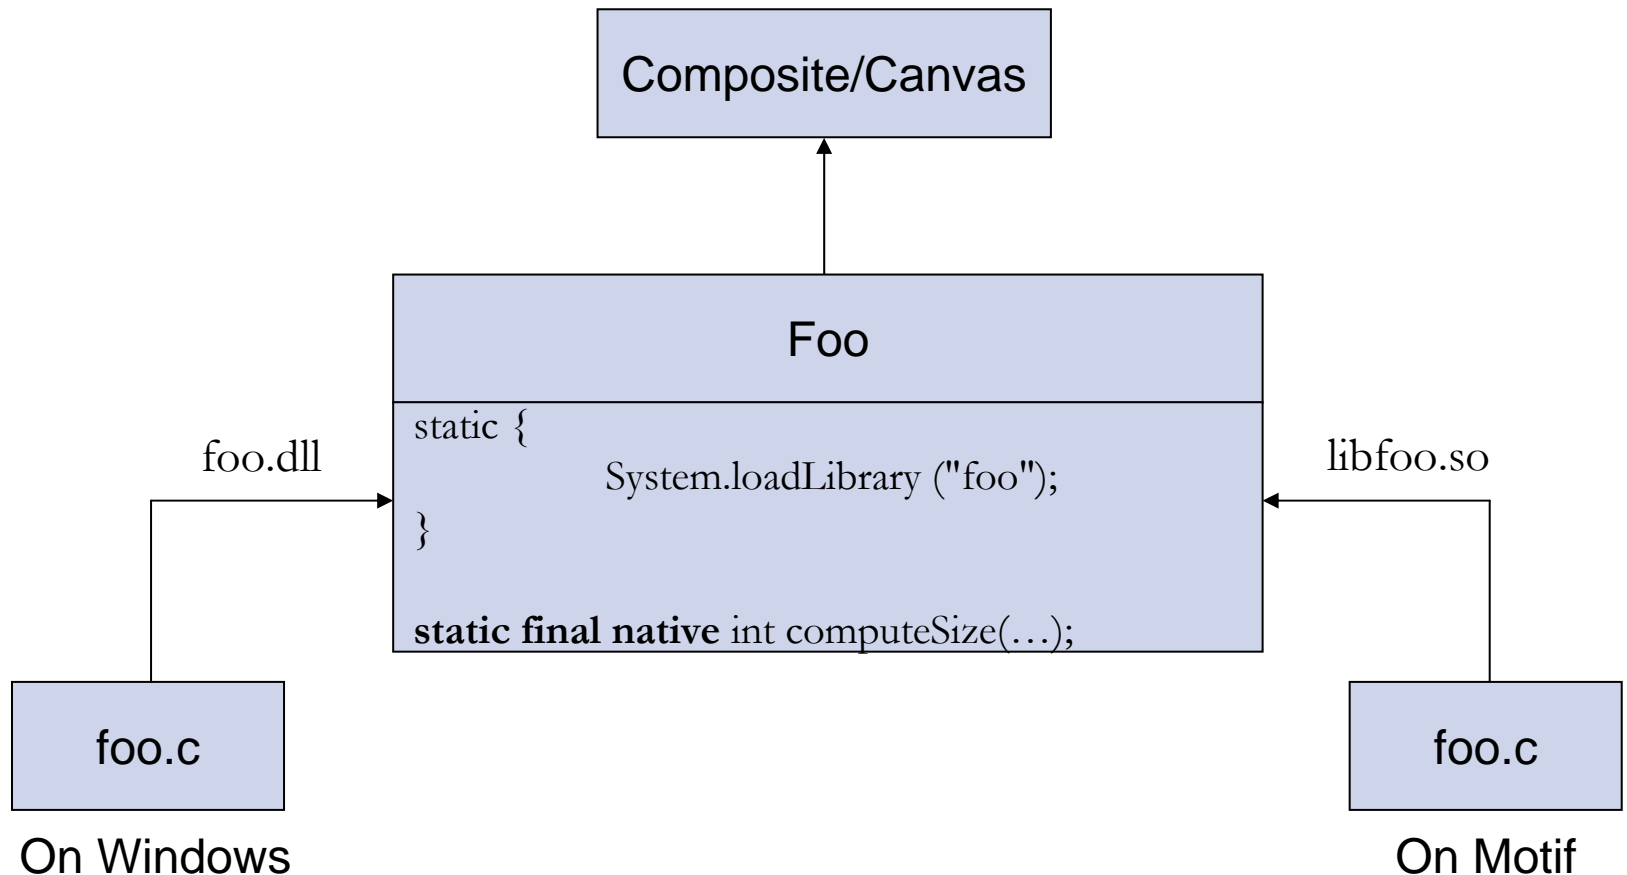 Composite/Canvas
Foo
static {
System.loadLibrary ("foo");
}
static final native int computeSize(…);
foo.dll
libfoo.so
foo.c
foo.c
On Windows
On Motif